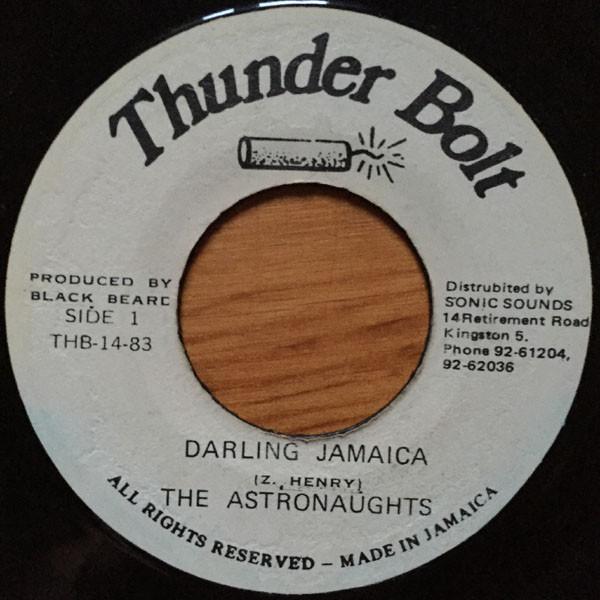 Thunder Bolt
PRODUCED BY
BLACK BEARD
SIDE 1
THB-14-83
Distrubited by
SONIC SOUNDS
14Retirement Road
Kingston 5.
Phone 92-61204,
92-62036
DARLING JAMAICA
(Z. HENRY)
THE ASTRONAUGHTS
ALL RIGHTS RESERVED – MADE IN JAMAICA